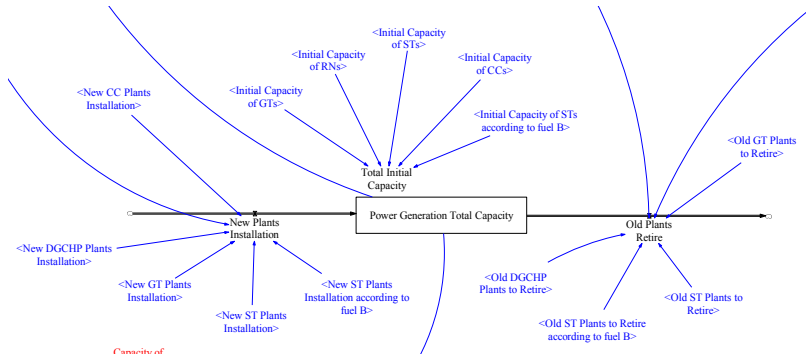 <Initial Capacity
of STs>
<Initial Capacity
of RNs>
<Initial Capacity
of CCs>
<New CC Plants
Installation>
<Initial Capacity
of GTs>
<Initial Capacity of STs
according to fuel B>
<Old GT Plants
to Retire>
Total Initial
Capacity
Power Generation Total Capacity
New Plants
Installation
Old Plants
Retire
<New DGCHP Plants
Installation>
<New GT Plants
Installation>
<New ST Plants
Installation>
<New ST Plants
Installation according to
fuel B>
<Old DGCHP
Plants to Retire>
<Old ST Plants to Retire
according to fuel B>
<Old ST Plants to
Retire>
Capacity of